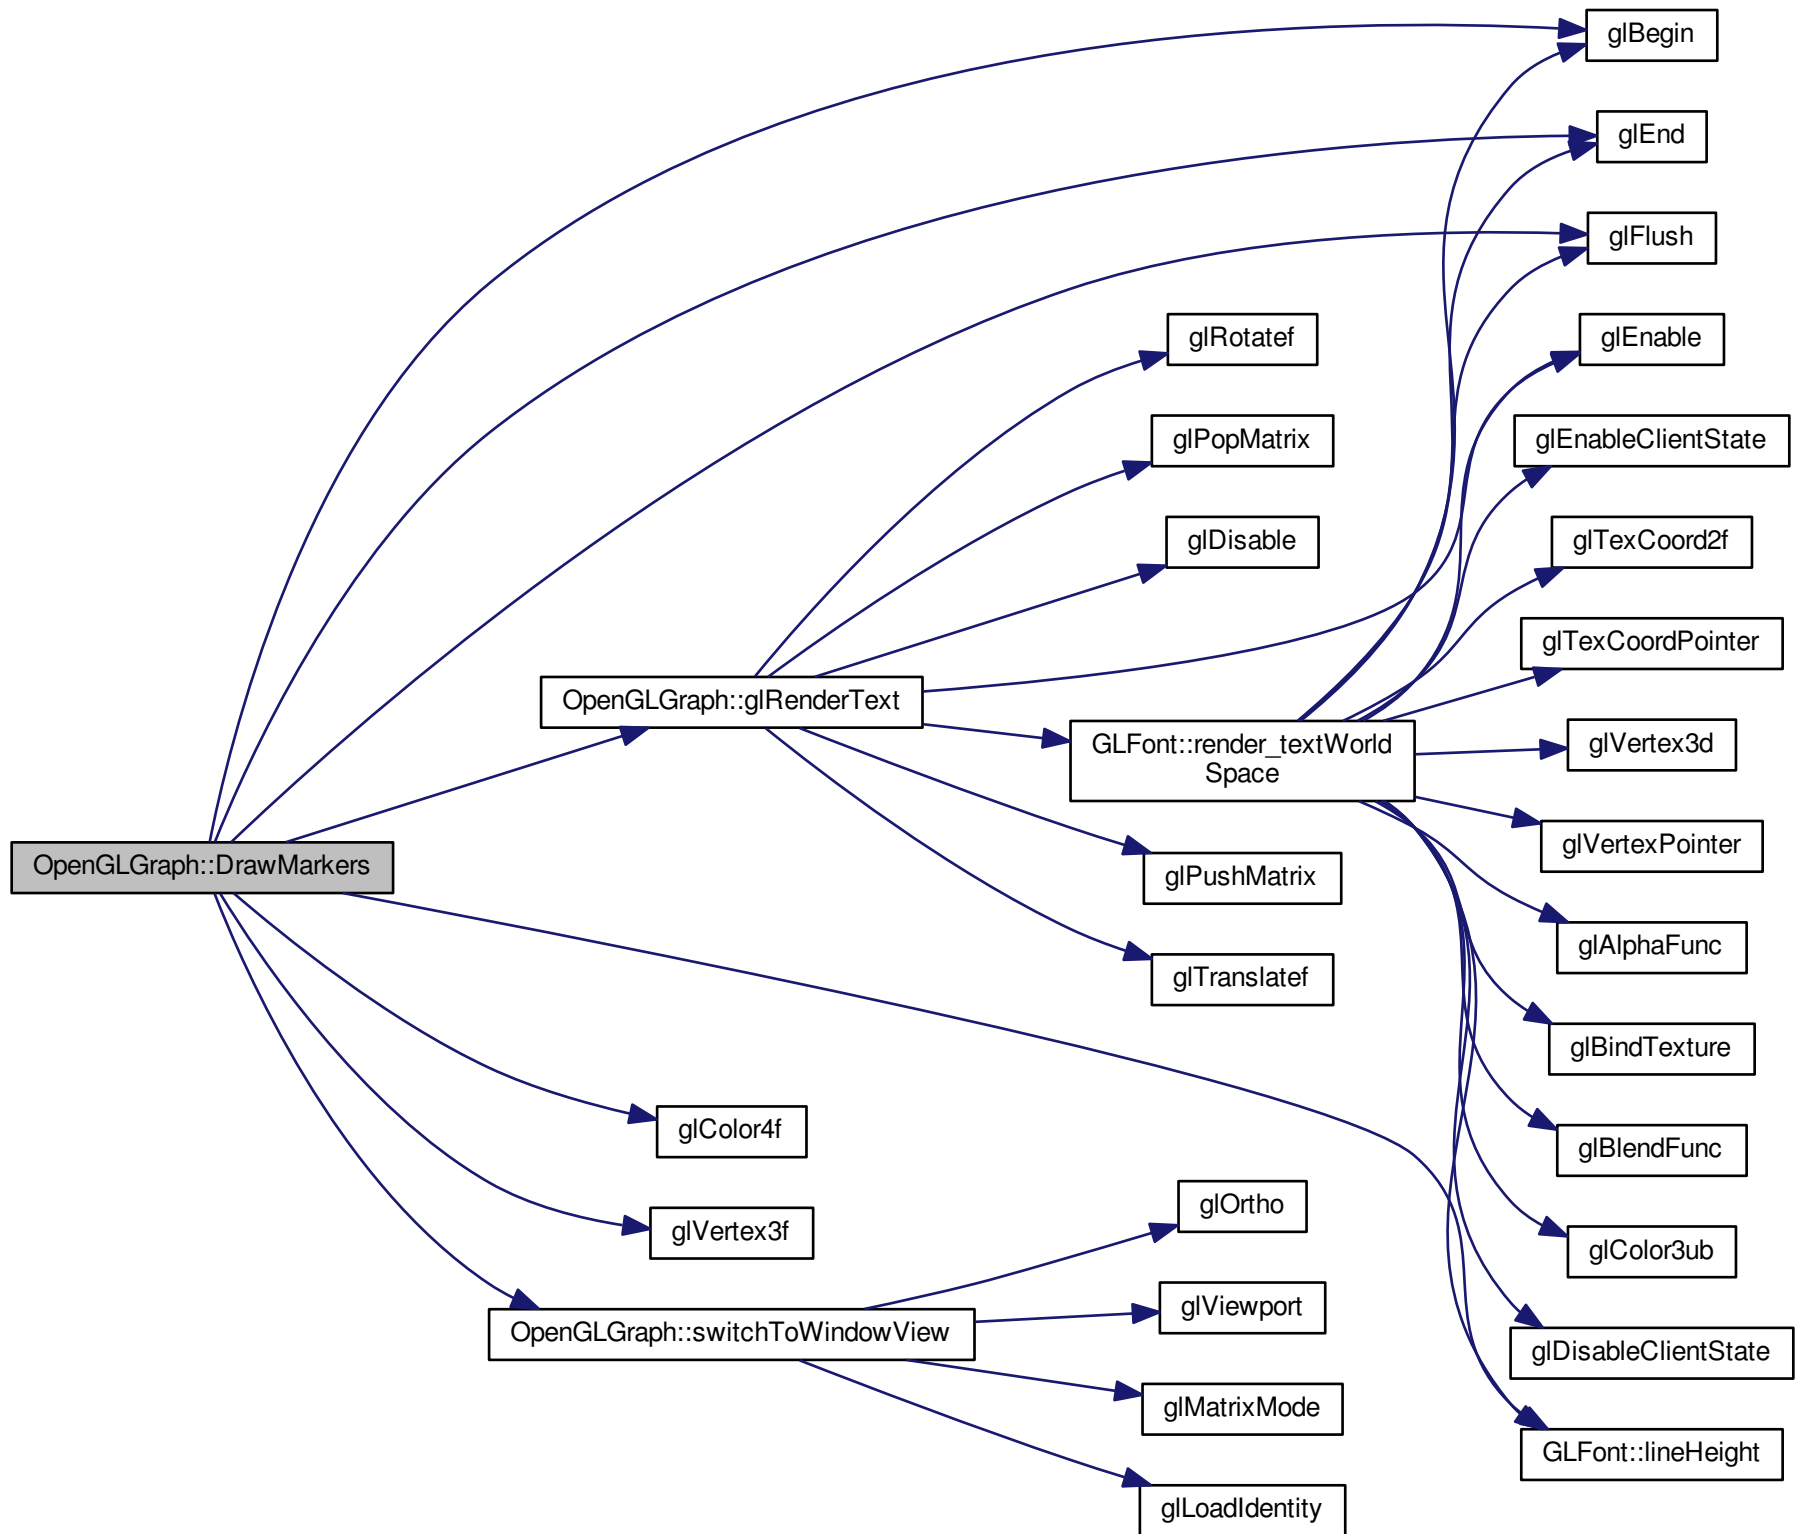 glBegin
glEnd
glFlush
glRotatef
glEnable
glPopMatrix
glEnableClientState
glDisable
glTexCoord2f
glTexCoordPointer
OpenGLGraph::glRenderText
GLFont::render_textWorld
Space
glVertex3d
glVertexPointer
OpenGLGraph::DrawMarkers
glPushMatrix
glAlphaFunc
glTranslatef
glBindTexture
glColor4f
glBlendFunc
glVertex3f
glOrtho
glColor3ub
OpenGLGraph::switchToWindowView
glViewport
glDisableClientState
glMatrixMode
GLFont::lineHeight
glLoadIdentity